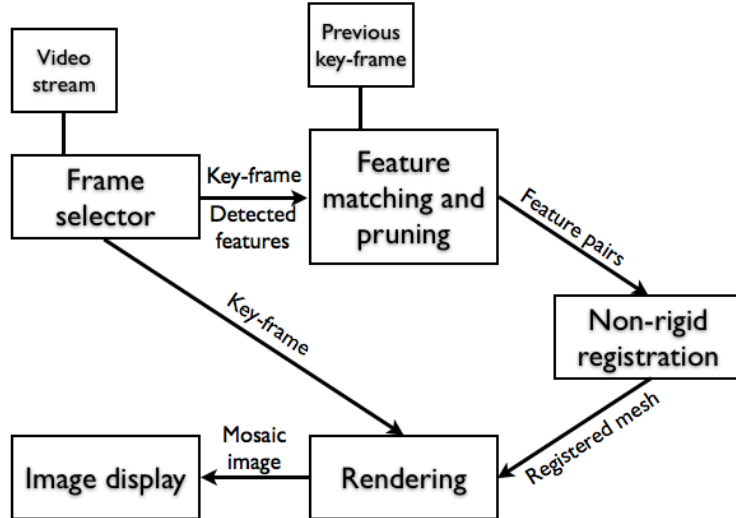 Video
stream
Previous
key-frame
Frame
selector
Key-frame
Detected
features
Feature
matching and
pruning
Feature pairs
Key-frame
Non-rigid
registration
Registered mesh
Image display
Mosaic
image
Rendering